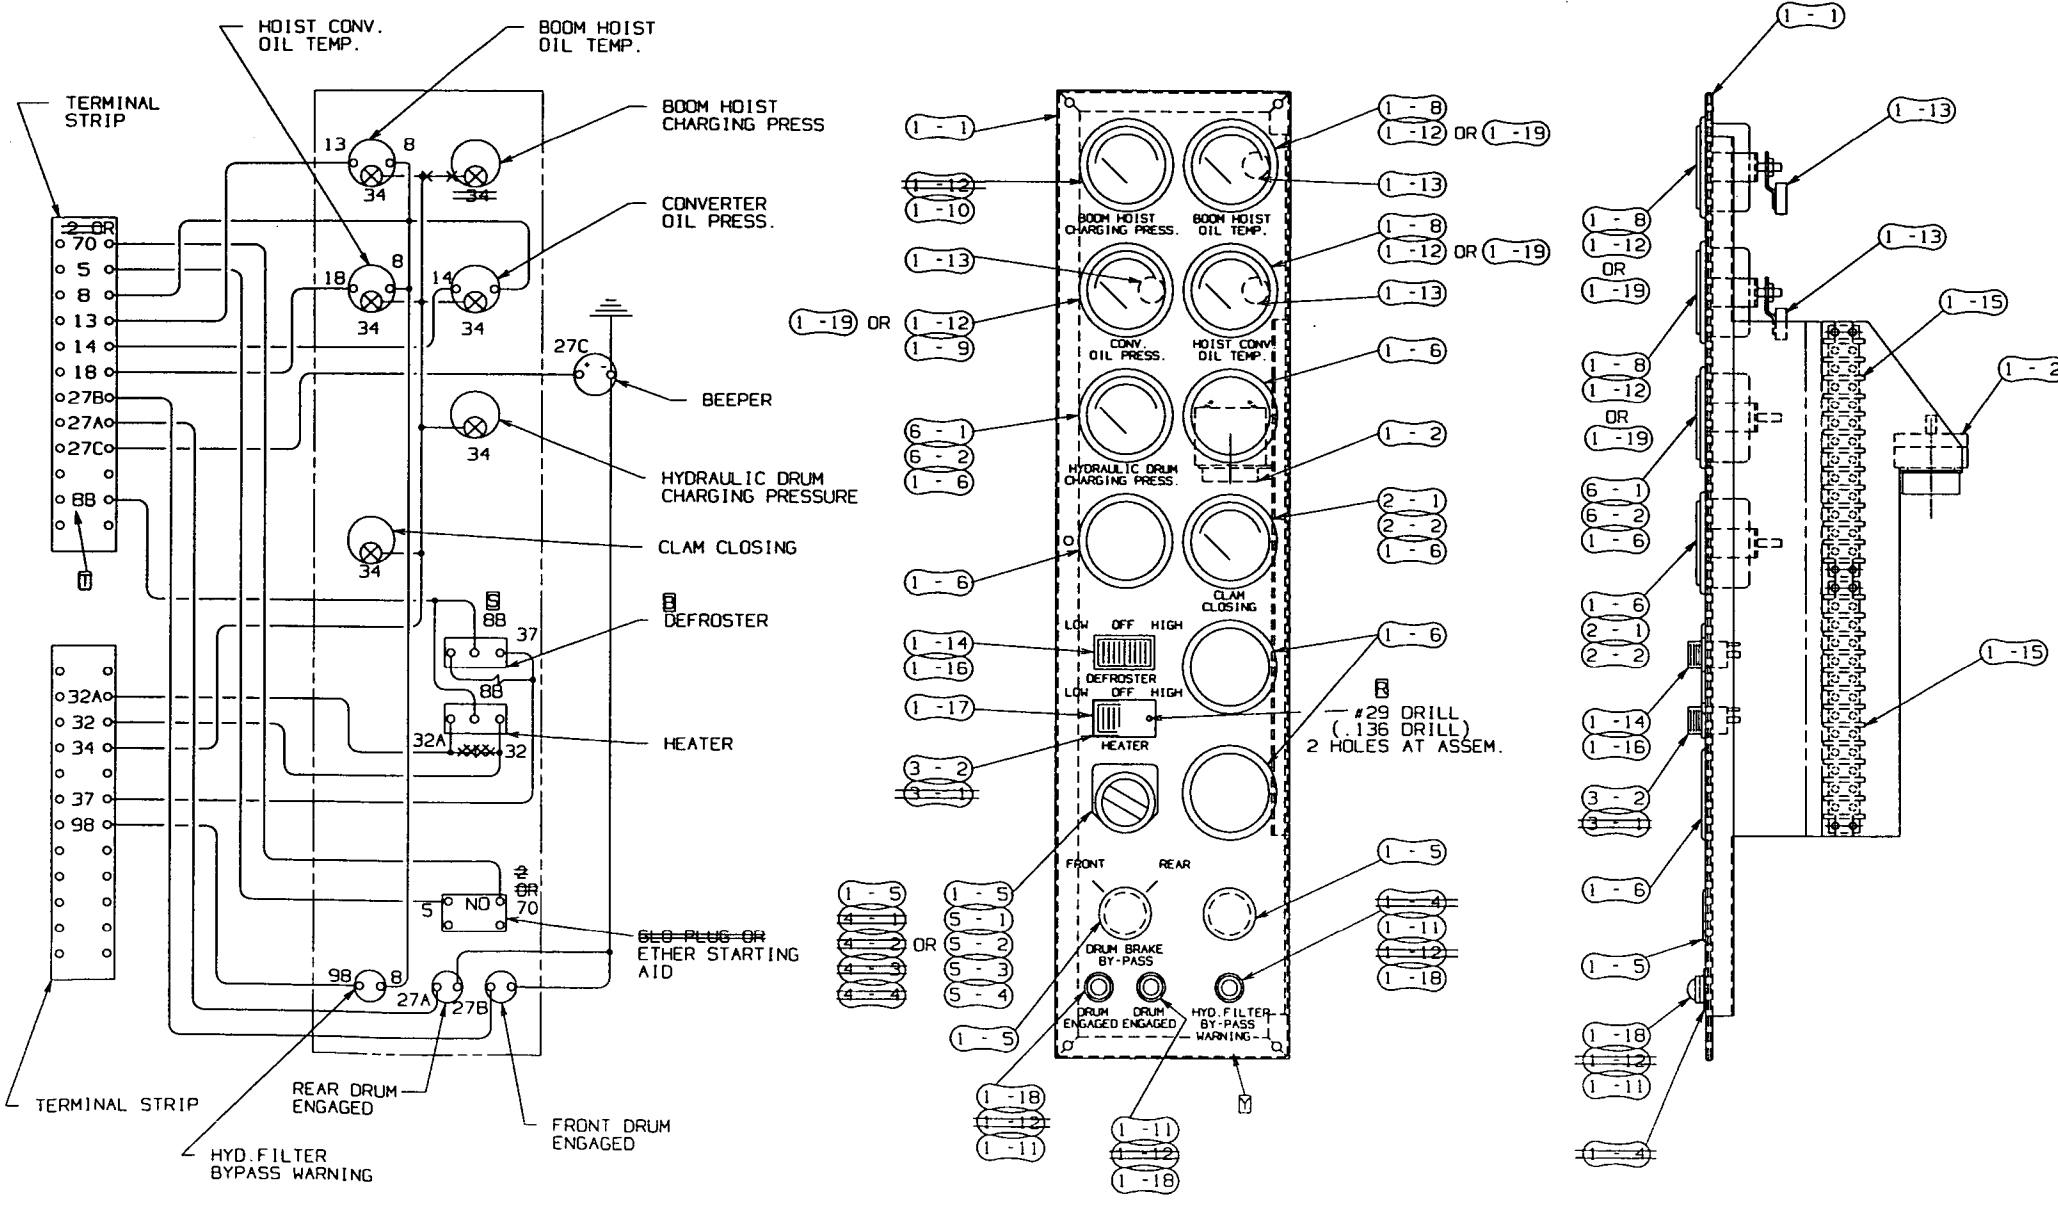 HOIST CONV.
OIL TEMP.
BOOM HOIST
OIL TEMP.
TERMINAL
STRIP
BOOM HOIST
CHARGING PRESS
13
8
34
34
CONVERTER
OIL PRESS.
2 OR
70
5
8
13
14
18
27B
27A
27C
8B
T
18
8
14
34
34
27C
+ -
BEEPER
34
HYDRAULIC DRUM
CHARGING PRESSURE
CLAM CLOSING
34
S
8B
37
B
DEFROSTER
8B
32A
32
HEATER
32A
32
34
37
98
2
OR
70
5
NO
GLO PLUG OR
ETHER STARTING
AID
98
8
27A
27B
TERMINAL STRIP
REAR DRUM
ENGAGED
FRONT DRUM
ENGAGED
HYD.FILTER
BYPASS WARNING
1 - 1
1 -12
1 -10
1 -13
1 -19 OR 1 -12
1 - 9
6 - 1
6 - 2
1 - 6
1 - 6
1 -14
1 -16
1 -17
3 - 2
3 - 1
1 - 5
4 - 1
4 - 2 OR
4 - 3
4 - 4
1 - 5
5 - 1
5 - 2
5 - 3
5 - 4
1 - 5
1 -18
1 -12
1 -11
1 -11
1 -12
1 -18
BOOM HOIST
CHARGING PRESS.
BOOM HOIST
OIL TEMP.
CONV.
OIL PRESS.
HOIST CONV.
OIL TEMP.
HYDRAULIC DRUM
CHARGING PRESS.
CLAM
CLOSING
LOW OFF HIGH
DEFROSTER
LOW OFF HIGH
HEATER
FRONT REAR
DRUM BRAKE
BY-PASS
DRUM
ENGAGED
DRUM
ENGAGED
HYD.FILTER
BY-PASS
WARNING
Y
1 - 8
1 -12 OR 1 -19
1 -13
1 - 8
1 -12 OR 1 -19
1 -13
1 - 6
1 - 2
2 - 1
2 - 2
1 - 6
1 - 6
R
#29 DRILL
(.136 DRILL)
2 HOLES AT ASSEM.
1 - 5
1 - 4
1 -11
1 -12
1 -18
1 - 1
1 -13
1 - 8
1 -12
OR
1 -19
1 -13
1 -15
1 - 2
1 - 8
1 -12
OR
1 -19
6 - 1
6 - 2
1 - 6
1 - 6
2 - 1
2 - 2
1 -15
1 -14
1 -16
3 - 2
3 - 1
1 - 6
1 - 5
1 -18
1 -12
1 -11
1 - 4